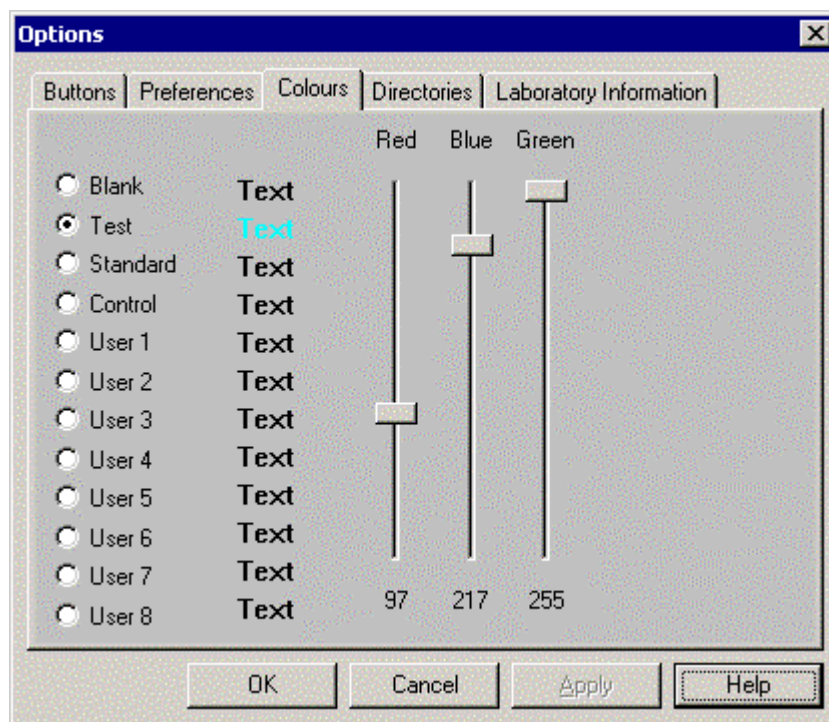 Options
Buttons Preferences Colours Directories Laboratory Information
Red Blue Green
Blank Text
Test Text
Standard Text
Control Text
User 1 Text
User 2 Text
User 3 Text
User 4 Text
User 5 Text
User 6 Text
User 7 Text
User 8 Text
97 217 255
OK Cancel Apply Help